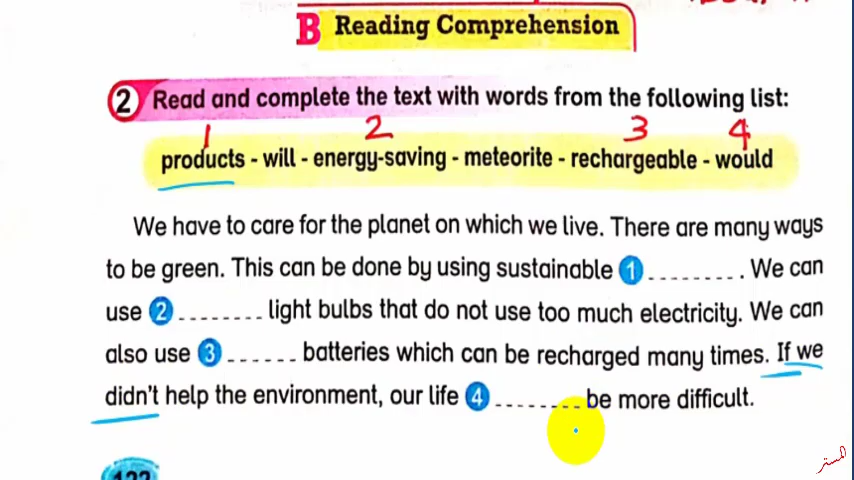 B Reading Comprehension
2 Read and complete the text with words from the following list:
1 2 3 4
products - will - energy-saving - meteorite - rechargeable - would
We have to care for the planet on which we live. There are many ways
to be green. This can be done by using sustainable 1 ________. We can
use 2 ________ light bulbs that do not use too much electricity. We can
also use 3 ______ batteries which can be recharged many times. If we
didn't help the environment, our life 4 ________ be more difficult.